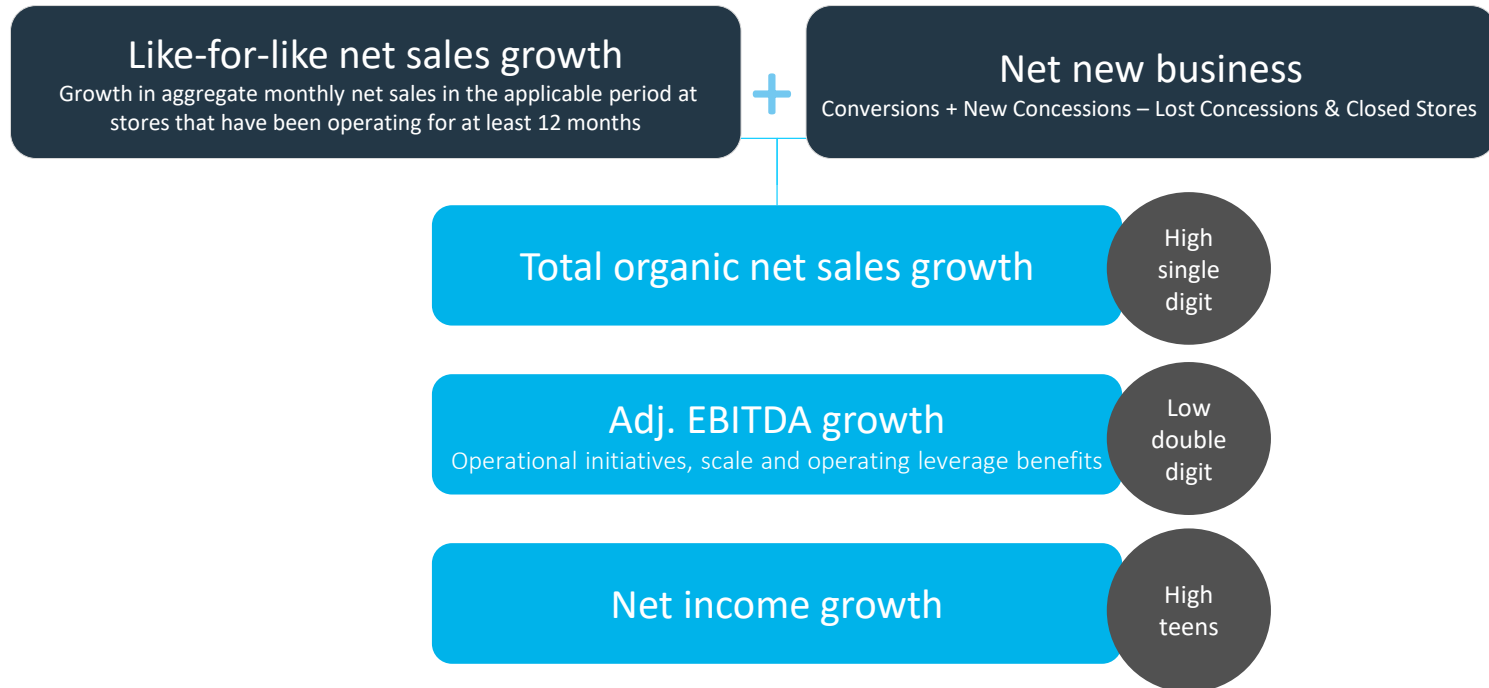 Like-for-like net sales growth
Growth in aggregate monthly net sales in the applicable period at
stores that have been operating for at least 12 months
+
Net new business
Conversions + New Concessions – Lost Concessions & Closed Stores
Total organic net sales growth
High
single
digit
Adj. EBITDA growth
Operational initiatives, scale and operating leverage benefits
Low
double
digit
Net income growth
High
teens